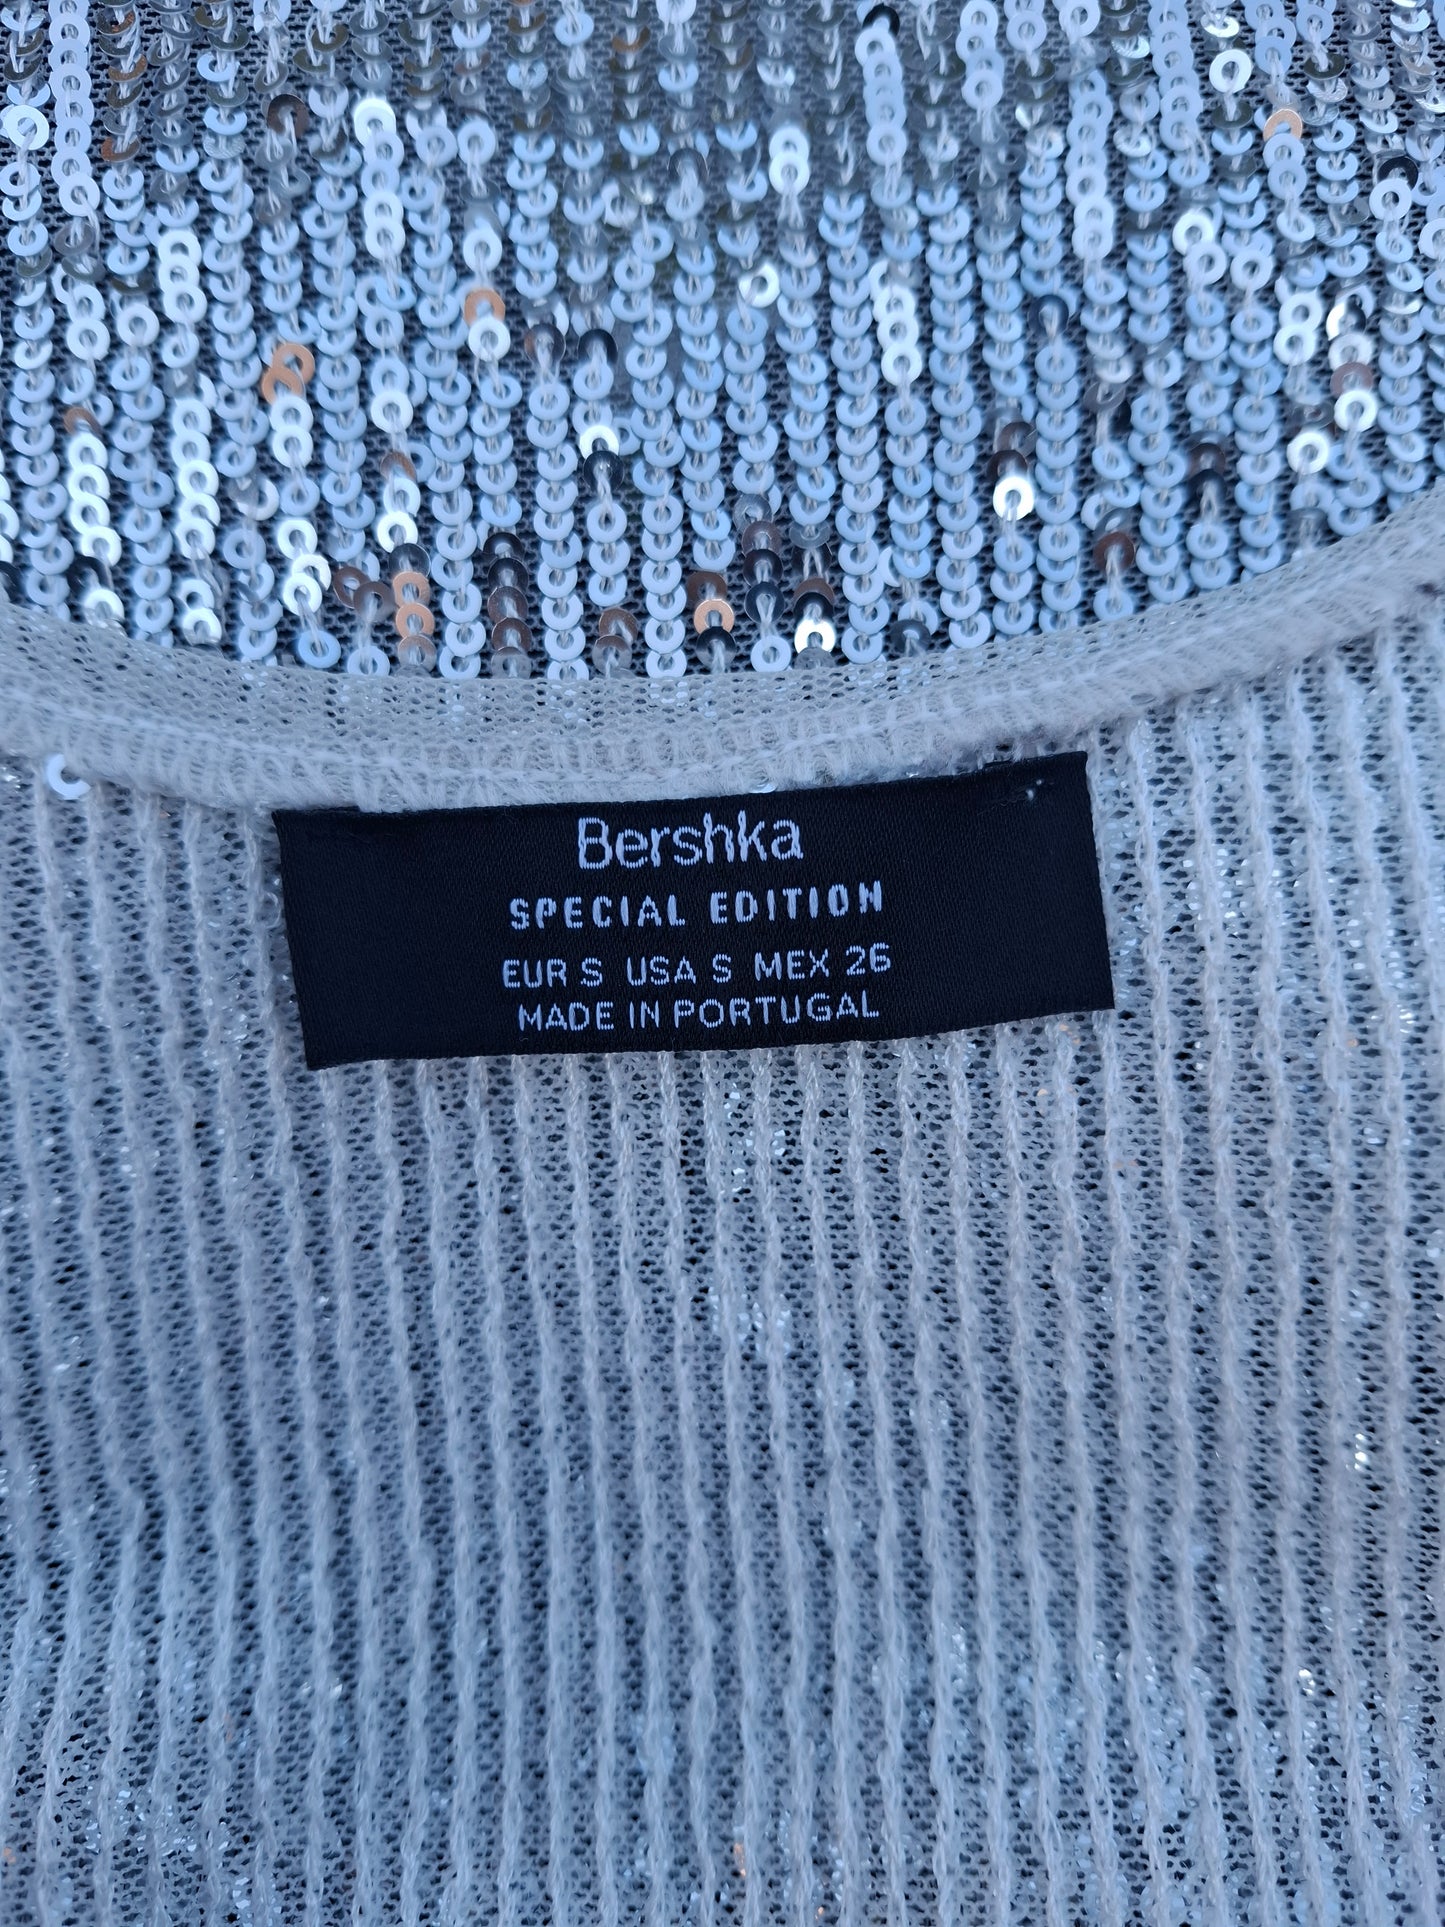 Bershka
SPECIAL EDITION
EUR S USA S MEX 26
MADE IN PORTUGAL